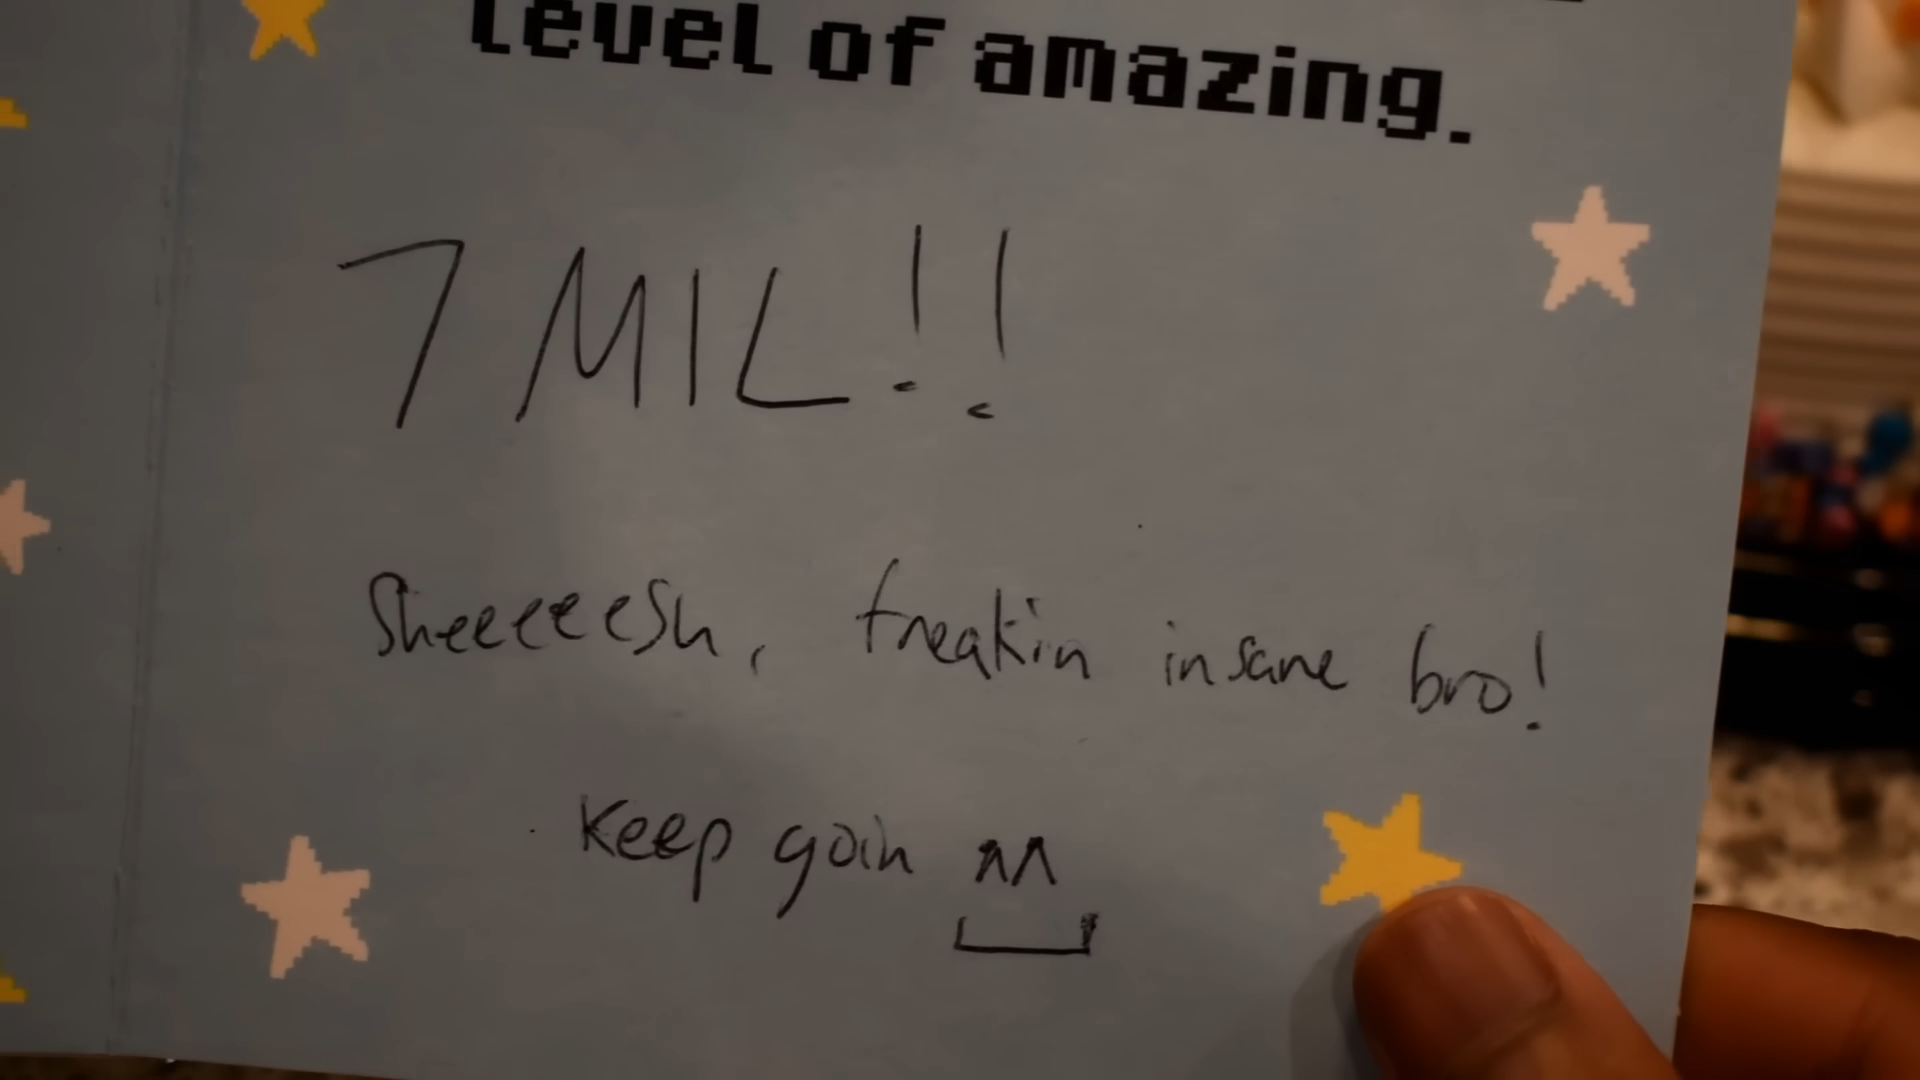 level of amazing.
7 MIL!!
Sheeeeesh, freakin insane bro!
Keep goin ^^